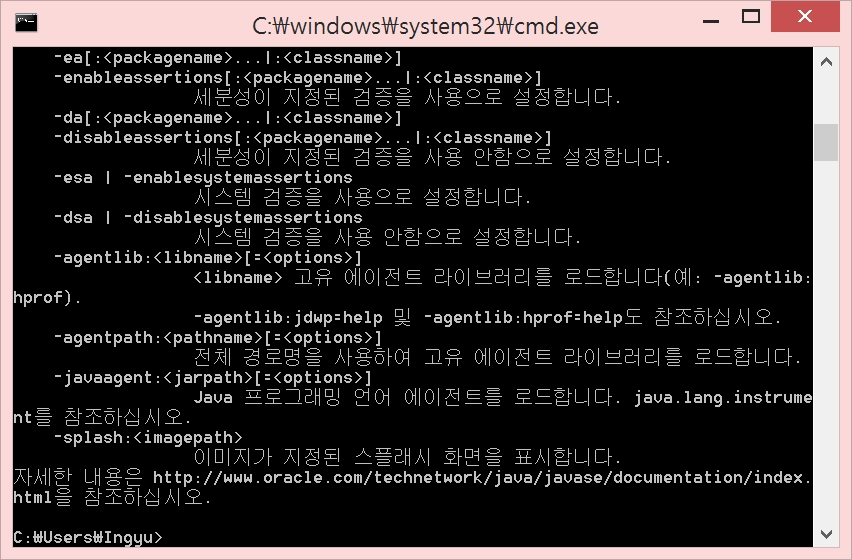 C:₩windows₩system32₩cmd.exe
-ea[:<packagename>...|:<classname>]
-enableassertions[:<packagename>...|:<classname>]
세분성이 지정된 검증을 사용으로 설정합니다.
-da[:<packagename>...|:<classname>]
-disableassertions[:<packagename>...|:<classname>]
세분성이 지정된 검증을 사용 안함으로 설정합니다.
-esa | -enablesystemassertions
시스템 검증을 사용으로 설정합니다.
-dsa | -disablesystemassertions
시스템 검증을 사용 안함으로 설정합니다.
-agentlib:<libname>[=<options>]
<libname> 고유 에이전트 라이브러리를 로드합니다(예: -agentlib:
hprof).
-agentlib:jdwp=help 및 -agentlib:hprof=help도 참조하십시오.
-agentpath:<pathname>[=<options>]
전체 경로명을 사용하여 고유 에이전트 라이브러리를 로드합니다.
-javaagent:<jarpath>[=<options>]
Java 프로그래밍 언어 에이전트를 로드합니다. java.lang.instrume
nt를 참조하십시오.
-splash:<imagepath>
이미지가 지정된 스플래시 화면을 표시합니다.
자세한 내용은 http://www.oracle.com/technetwork/java/javase/documentation/index.
html을 참조하십시오.
C:₩Users₩Ingyu>